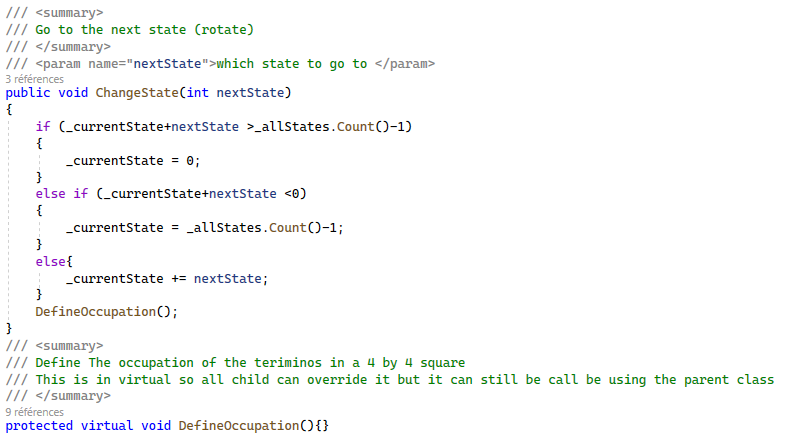 /// <summary>
/// Go to the next state (rotate)
/// </summary>
/// <param name="nextState">which state to go to </param>
3 références
public void ChangeState(int nextState)
{
    if (_currentState+nextState >_allStates.Count()-1)
    {
        _currentState = 0;
    }
    else if (_currentState+nextState <0)
    {
        _currentState = _allStates.Count()-1;
    }
    else{
        _currentState += nextState;
    }
    DefineOccupation();
}
/// <summary>
/// Define The occupation of the teriminos in a 4 by 4 square
/// This is in virtual so all child can override it but it can still be call be using the parent class
/// </summary>
9 références
protected virtual void DefineOccupation(){}